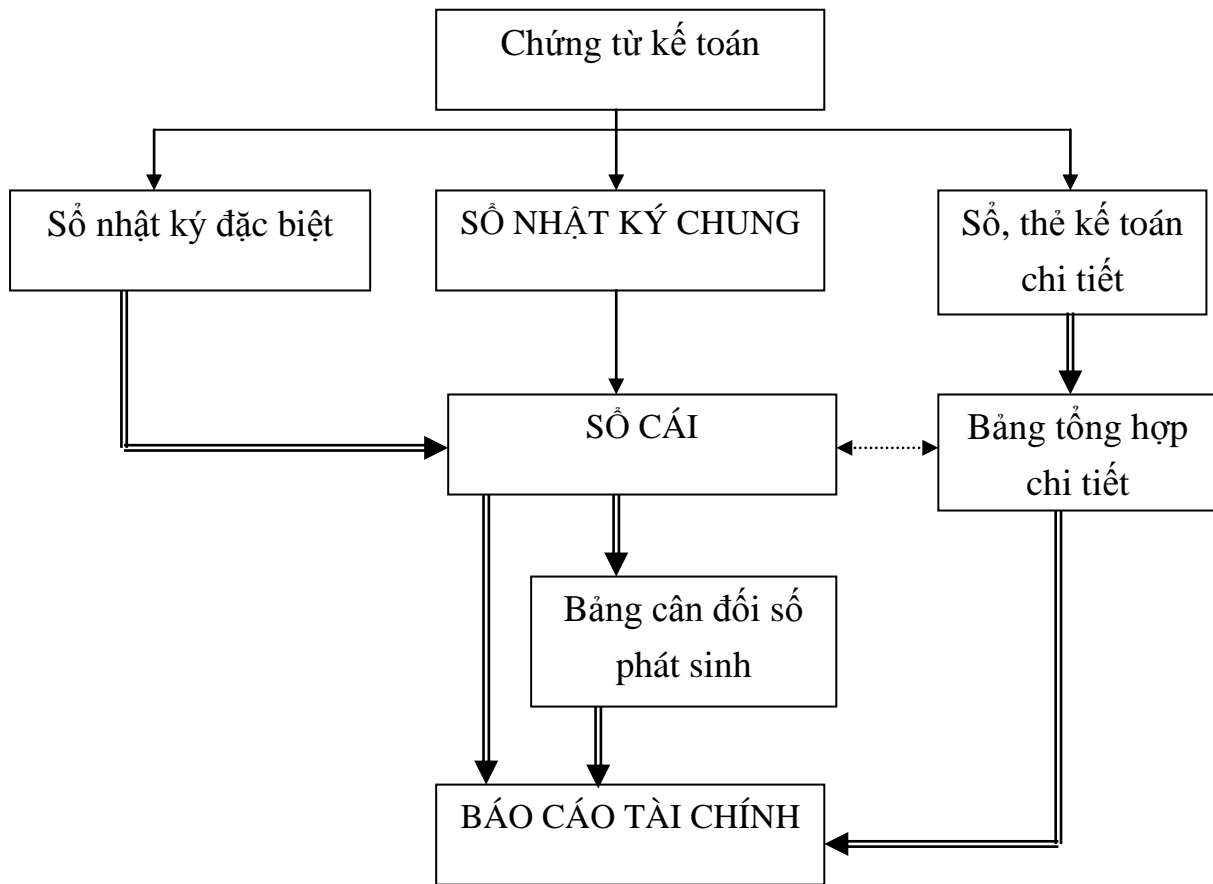 Chứng từ kế toán
Sổ nhật ký đặc biệt
SỔ NHẬT KÝ CHUNG
Sổ, thẻ kế toán
chi tiết
SỔ CÁI
Bảng tổng hợp
chi tiết
Bảng cân đối số
phát sinh
BÁO CÁO TÀI CHÍNH